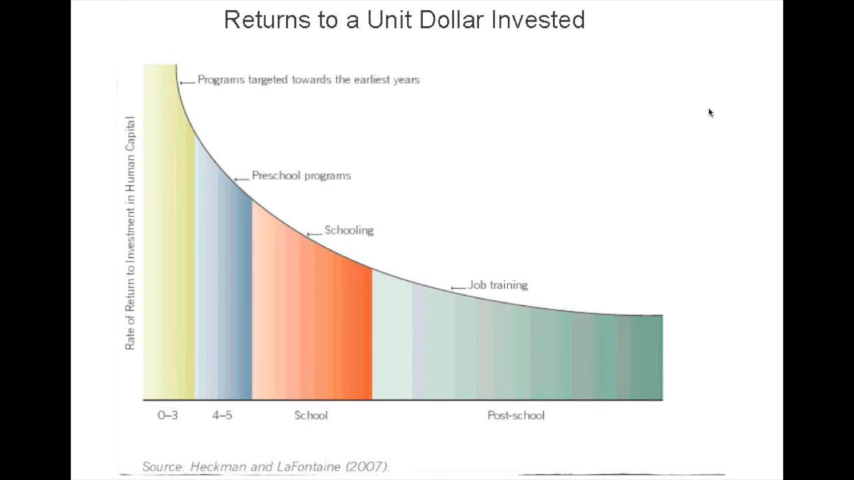 Returns to a Unit Dollar Invested
Programs targeted towards the earliest years
Preschool programs
Schooling
Job training
Rate of Return to Investment in Human Capital
0–3
4–5
School
Post-school
Source: Heckman and LaFontaine (2007).